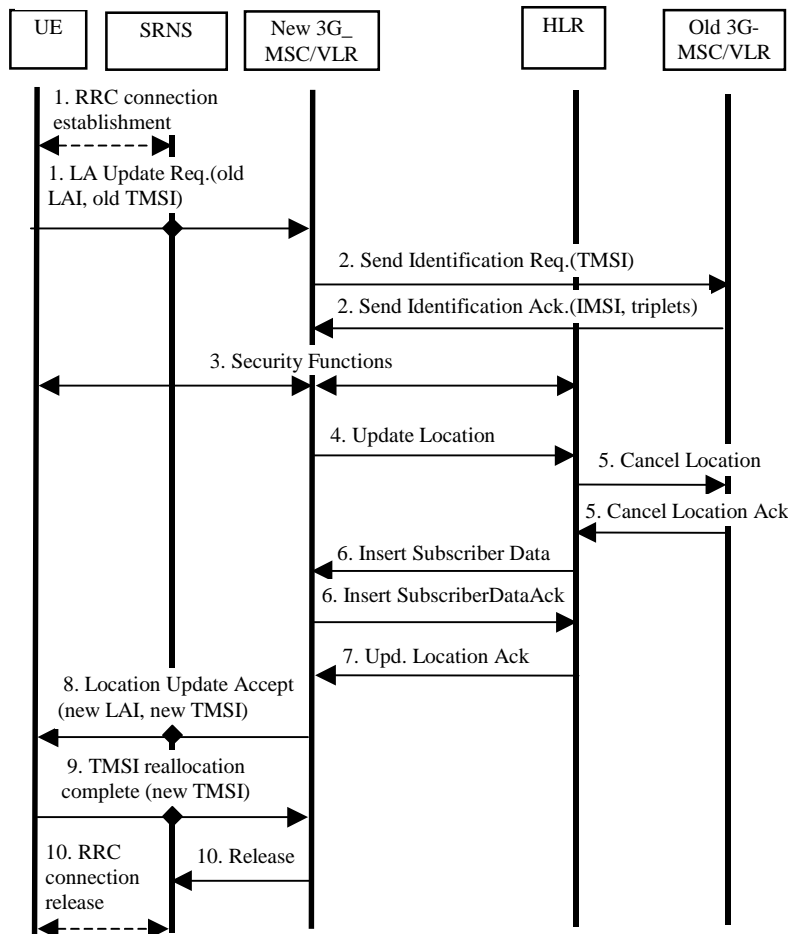 UE
SRNS
New 3G_
MSC/VLR
HLR
Old 3G-
MSC/VLR
1. RRC connection
establishment
1. LA Update Req.(old
LAI, old TMSI)
2. Send Identification Req.(TMSI)
2. Send Identification Ack.(IMSI, triplets)
3. Security Functions
4. Update Location
5. Cancel Location
5. Cancel Location Ack
6. Insert Subscriber Data
6. Insert SubscriberDataAck
7. Upd. Location Ack
8. Location Update Accept
(new LAI, new TMSI)
9. TMSI reallocation
complete (new TMSI)
10. RRC
connection
release
10. Release